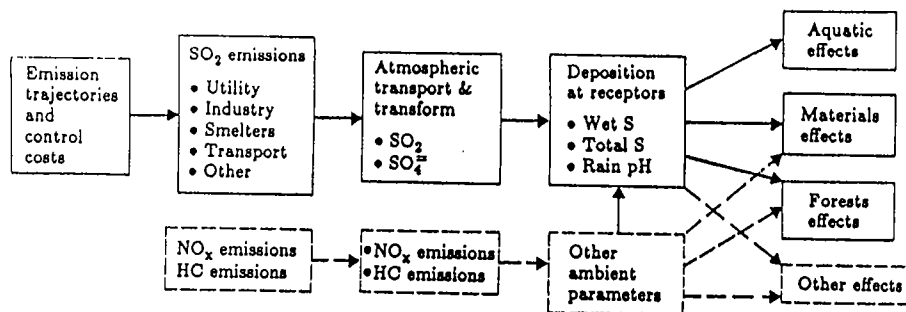 Emission
trajectories
and
control
costs
SO₂ emissions
● Utility
● Industry
● Smelters
● Transport
● Other
Atmospheric
transport &
transform
● SO₂
● SO₄⁼
Deposition
at receptors
● Wet S
● Total S
● Rain pH
Aquatic
effects
Materials
effects
Forests
effects
Other effects
NOₓ emissions
HC emissions
●NOₓ emissions
●HC emissions
Other
ambient
parameters